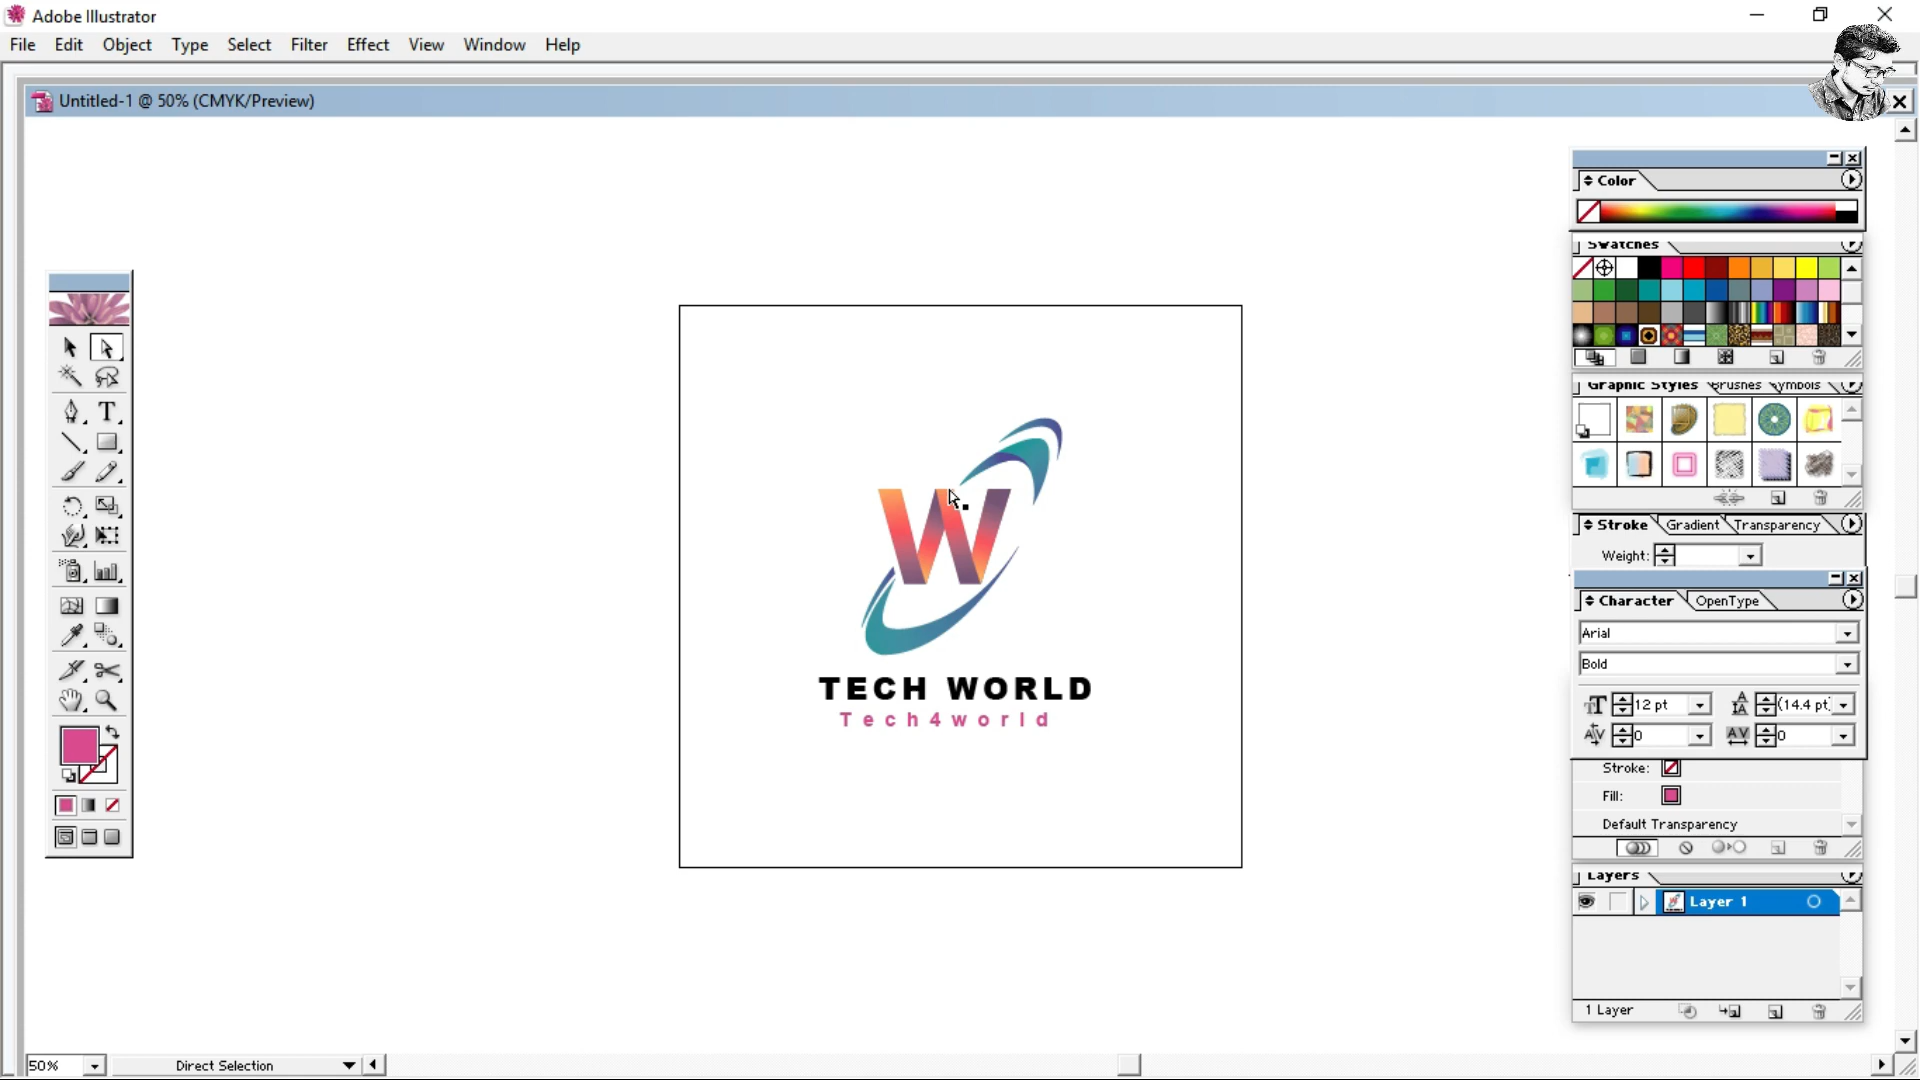 Adobe Illustrator
File Edit Object Type Select Filter Effect View Window Help
Untitled-1 @ 50% (CMYK/Preview)
Color
Swatches
Graphic Styles Brushes Symbols
Stroke Gradient Transparency
Weight:
Character OpenType
Arial
Bold
12 pt (14.4 pt)
0 0
Stroke:
Fill:
Default Transparency
Layers
Layer 1
1 Layer
W
TECH WORLD
Tech4world
50% Direct Selection